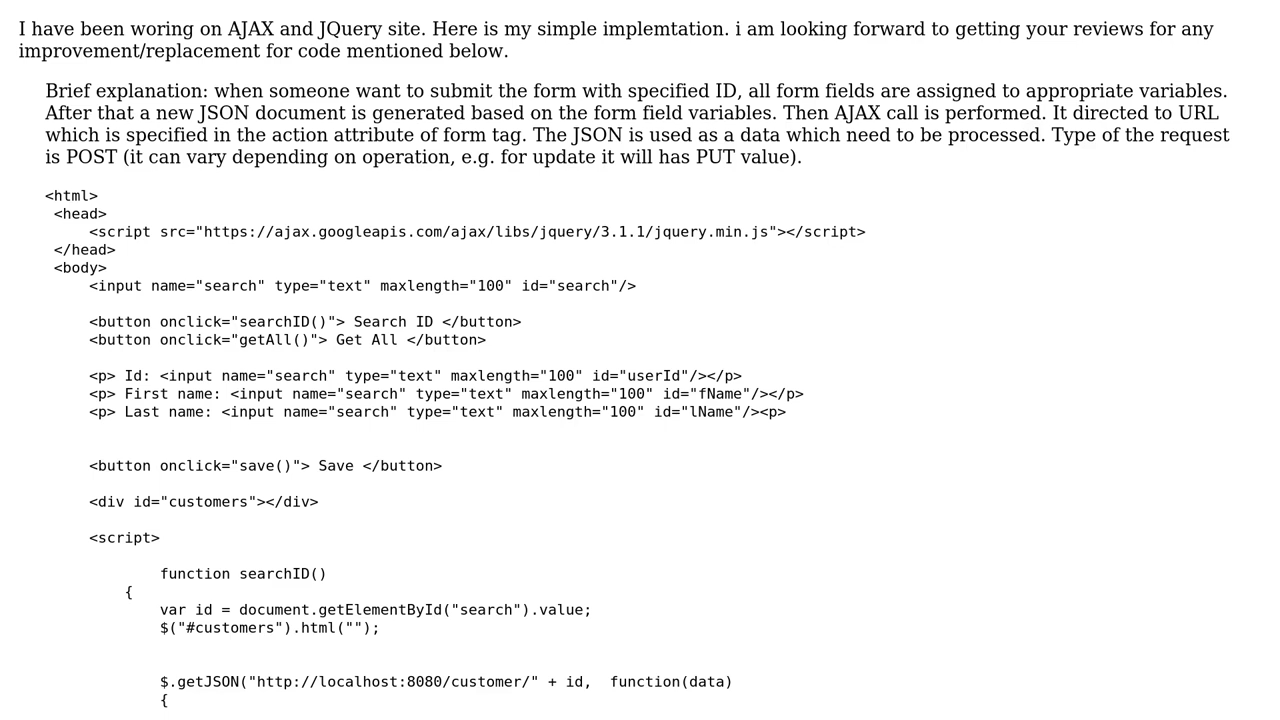 I have been woring on AJAX and JQuery site. Here is my simple implemtation. i am looking forward to getting your reviews for any
improvement/replacement for code mentioned below.
Brief explanation: when someone want to submit the form with specified ID, all form fields are assigned to appropriate variables.
After that a new JSON document is generated based on the form field variables. Then AJAX call is performed. It directed to URL
which is specified in the action attribute of form tag. The JSON is used as a data which need to be processed. Type of the request
is POST (it can vary depending on operation, e.g. for update it will has PUT value).
<html>
<head>
<script src="https://ajax.googleapis.com/ajax/libs/jquery/3.1.1/jquery.min.js"></script>
</head>
<body>
<input name="search" type="text" maxlength="100" id="search"/>
<button onclick="searchID()"> Search ID </button>
<button onclick="getAll()"> Get All </button>
<p> Id: <input name="search" type="text" maxlength="100" id="userId"/></p>
<p> First name: <input name="search" type="text" maxlength="100" id="fName"/></p>
<p> Last name: <input name="search" type="text" maxlength="100" id="lName"/><p>
<button onclick="save()"> Save </button>
<div id="customers"></div>
<script>
function searchID()
{
var id = document.getElementById("search").value;
$("#customers").html("");
$.getJSON("http://localhost:8080/customer/" + id,  function(data)
{